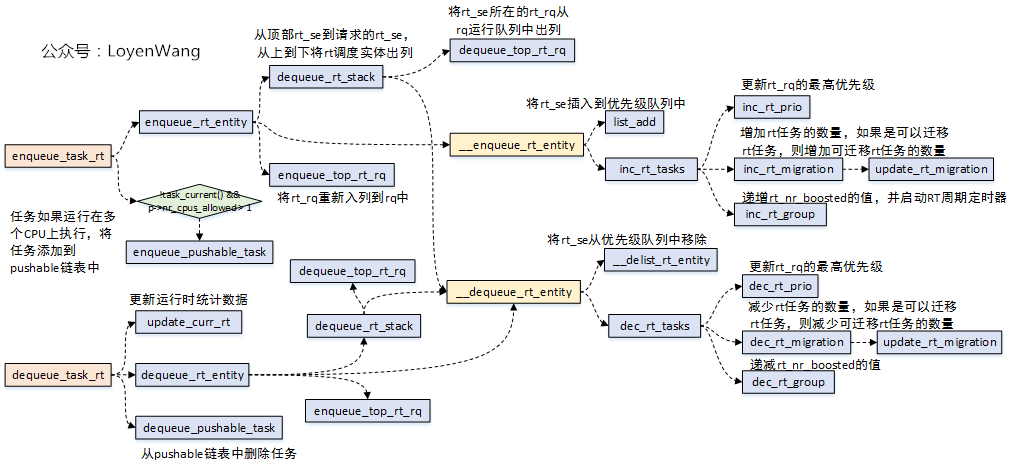 公众号：LoyenWang
将rt_se所在的rt_rq从
rq运行队列中出列
dequeue_top_rt_rq
从顶部rt_se到请求的rt_se，
从上到下将rt调度实体出列
dequeue_rt_stack
enqueue_rt_entity
enqueue_task_rt
enqueue_top_rt_rq
将rt_rq重新入列到rq中
!task_current() &&
p->nr_cpus_allowed > 1
任务如果运行在多
个CPU上执行，将
任务添加到
pushable链表中
enqueue_pushable_task
将rt_se插入到优先级队列中
list_add
__enqueue_rt_entity
inc_rt_tasks
更新rt_rq的最高优先级
inc_rt_prio
增加rt任务的数量，如果是可以迁移
rt任务，则增加可迁移rt任务的数量
inc_rt_migration
update_rt_migration
递增rt_nr_boosted的值，并启动RT周期定时器
inc_rt_group
将rt_se从优先级队列中移除
__delist_rt_entity
__dequeue_rt_entity
dec_rt_tasks
更新rt_rq的最高优先级
dec_rt_prio
减少rt任务的数量，如果是可以迁移
rt任务，则减少可迁移rt任务的数量
dec_rt_migration
update_rt_migration
递减rt_nr_boosted的值
dec_rt_group
dequeue_top_rt_rq
dequeue_rt_stack
更新运行时统计数据
update_curr_rt
dequeue_task_rt
dequeue_rt_entity
enqueue_top_rt_rq
dequeue_pushable_task
从pushable链表中删除任务